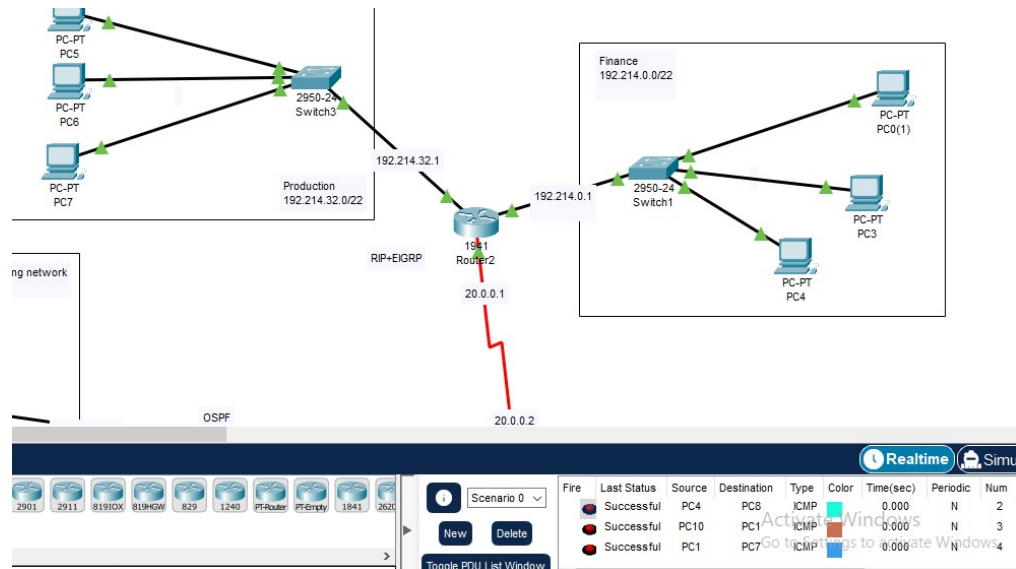 PC-PT
PC5
PC-PT
PC6
PC-PT
PC7
2950-24
Switch3
Production
192.214.32.0/22
192.214.32.1
Finance
192.214.0.0/22
192.214.0.1
2950-24
Switch1
PC-PT
PC0(1)
PC-PT
PC3
PC-PT
PC4
1941
Router2
RIP+EIGRP
20.0.0.1
ng network
OSPF
20.0.0.2
Realtime
Simu
2901
2911
819IOX
819HGW
829
1240
PT-Router
PT-Empty
1841
2620
Scenario 0
New
Delete
Toggle PDU List Window
Fire Last Status Source Destination Type Color Time(sec) Periodic Num
Successful PC4 PC8 ICMP 0.000 N 2
Successful PC10 PC1 ICMP 0.000 N 3
Successful PC1 PC7 ICMP 0.000 N 4
Activate Windows
Go to Settings to activate Windows.